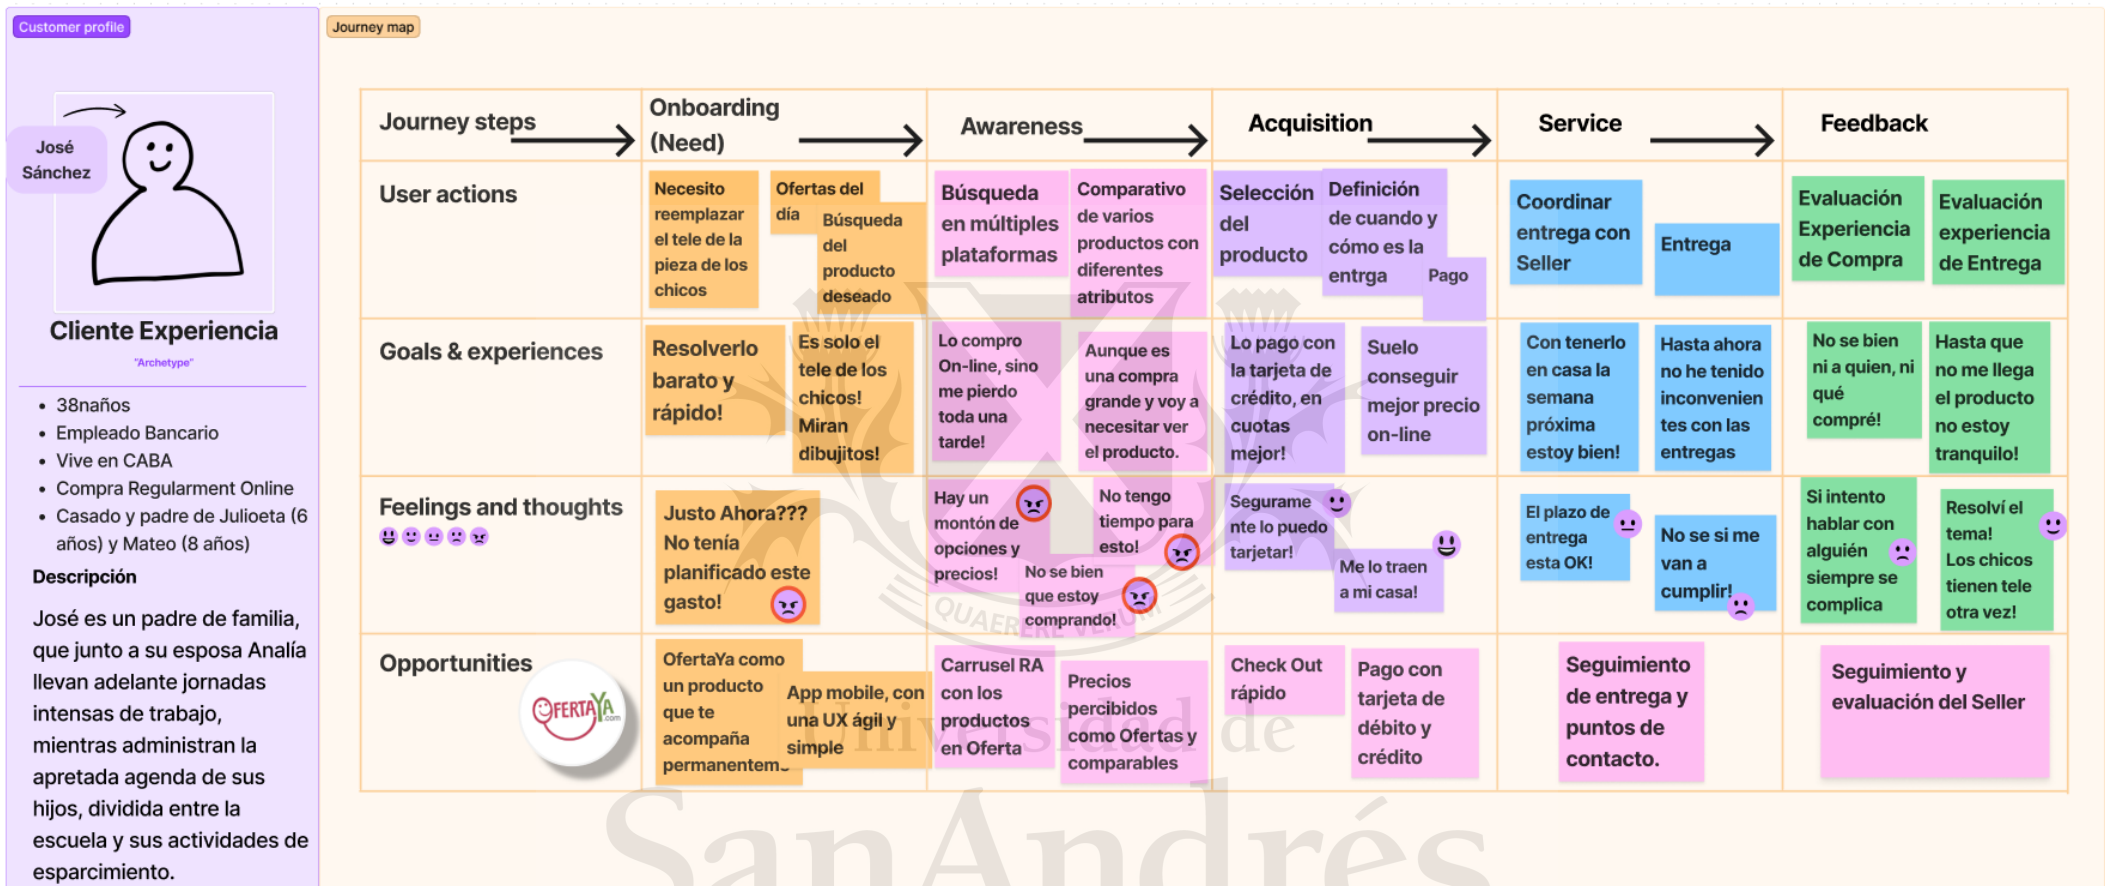 Customer profile
José
Sánchez
Cliente Experiencia
"Archetype"
38naños
Empleado Bancario
Vive en CABA
Compra Regularment Online
Casado y padre de Julioeta (6
años) y Mateo (8 años)
Descripción
José es un padre de familia,
que junto a su esposa Analía
llevan adelante jornadas
intensas de trabajo,
mientras administran la
apretada agenda de sus
hijos, dividida entre la
escuela y sus actividades de
esparcimiento.
Journey map
Journey steps
Onboarding
(Need)
Awareness
Acquisition
Service
Feedback
User actions
Necesito
reemplazar
el tele de la
pieza de los
chicos
Ofertas del
día
Búsqueda
del
producto
deseado
Búsqueda
en múltiples
plataformas
Comparativo
de varios
productos con
diferentes
atributos
Selección
del
producto
Definición
de cuando y
cómo es la
entrga
Pago
Coordinar
entrega con
Seller
Entrega
Evaluación
Experiencia
de Compra
Evaluación
experiencia
de Entrega
Goals & experiences
Resolverlo
barato y
rápido!
Es solo el
tele de los
chicos!
Miran
dibujitos!
Lo compro
On-line, sino
me pierdo
toda una
tarde!
Aunque es
una compra
grande y voy a
necesitar ver
el producto.
Lo pago con
la tarjeta de
crédito, en
cuotas
mejor!
Suelo
conseguir
mejor precio
on-line
Con tenerlo
en casa la
semana
próxima
estoy bien!
Hasta ahora
no he tenido
inconvenien
tes con las
entregas
No se bien
ni a quien, ni
qué
compré!
Hasta que
no me llega
el producto
no estoy
tranquilo!
Feelings and thoughts
Justo Ahora???
No tenía
planificado este
gasto!
Hay un
montón de
opciones y
precios!
No tengo
tiempo para
esto!
No se bien
que estoy
comprando!
Segurame
nte lo puedo
tarjetar!
Me lo traen
a mi casa!
El plazo de
entrega
esta OK!
No se si me
van a
cumplir!
Si intento
hablar con
alguién
siempre se
complica
Resolví el
tema!
Los chicos
tienen tele
otra vez!
Opportunities
OFERTAYA
.com
OfertaYa como
un producto
que te
acompaña
permanenteme
App mobile, con
una UX ágil y
simple
Carrusel RA
con los
productos
en Oferta
Precios
percibidos
como Ofertas y
comparables
Check Out
rápido
Pago con
tarjeta de
débito y
crédito
Seguimiento
de entrega y
puntos de
contacto.
Seguimiento y
evaluación del Seller
QUAERERE VERUM
Universidad de
SanAndrés